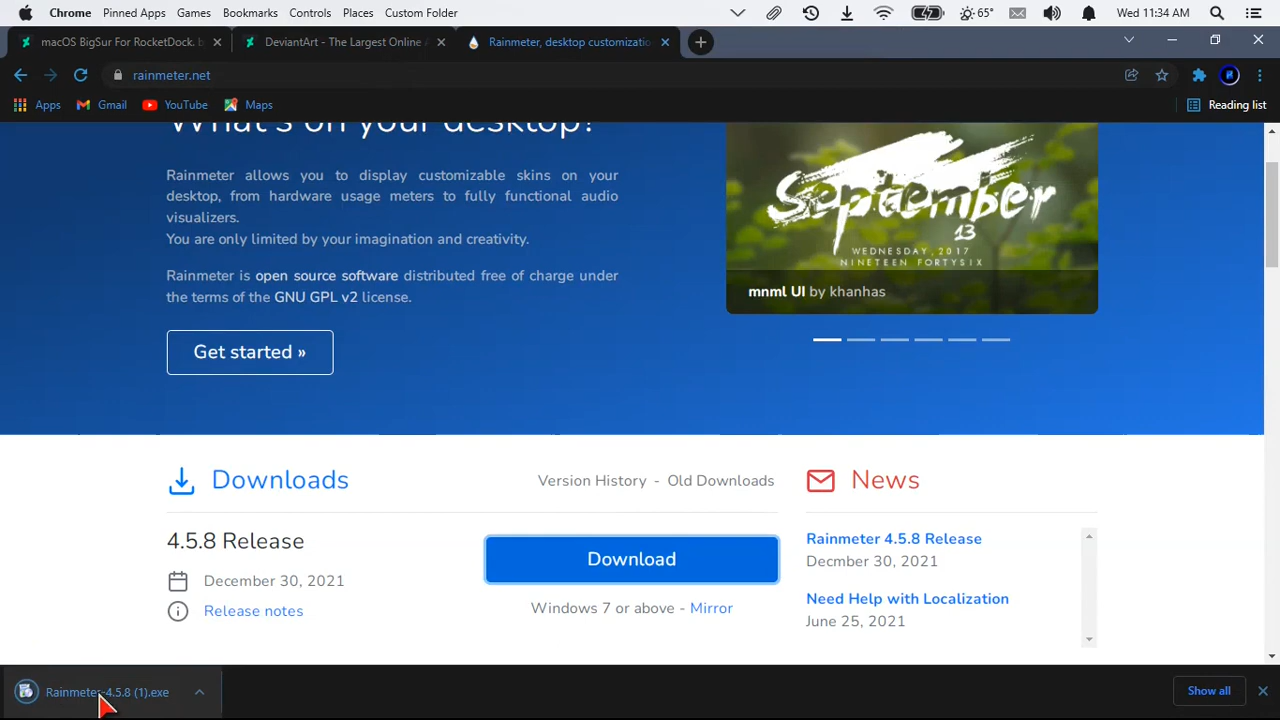 Chrome Pinned Apps Games Bookmarks Controls Places Custom Folder 65° Wed 11:34 AM
macOS BigSur For RocketDock. b DeviantArt - The Largest Online A Rainmeter, desktop customizatio
rainmeter.net
Apps Gmail YouTube Maps Reading list
What's on your desktop?
Rainmeter allows you to display customizable skins on your
desktop, from hardware usage meters to fully functional audio
visualizers.
You are only limited by your imagination and creativity.
Rainmeter is open source software distributed free of charge under
the terms of the GNU GPL v2 license.
Get started »
September
13
WEDNESDAY, 2017
NINETEEN FORTYSIX
mnml UI by khanhas
Downloads Version History - Old Downloads
4.5.8 Release
December 30, 2021
Release notes
Download
Windows 7 or above - Mirror
News
Rainmeter 4.5.8 Release
Decmber 30, 2021
Need Help with Localization
June 25, 2021
Rainmeter-4.5.8 (1).exe Show all